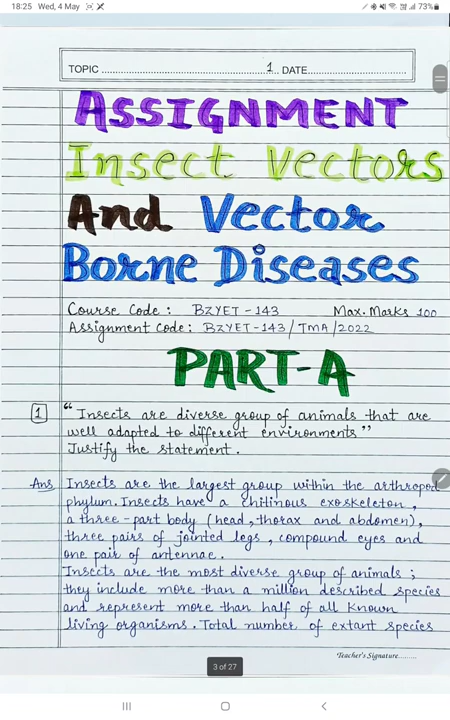 18:25 Wed, 4 May 73%
TOPIC ........ 1 .. DATE........
ASSIGNMENT
Insect Vectors
And Vector
Borne Diseases
Course Code : BZYET - 143 Max. Marks 100
Assignment Code : BZYET - 143 / TMA / 2022
PART-A
1 “ Insects are diverse group of animals that are
well adapted to different environments ”
Justify the statement .
Ans Insects are the largest group within the arthropod
phylum . Insects have a chitinous exoskeleton ,
a three - part body ( head , thorax and abdomen ) ,
three pairs of jointed legs , compound eyes and
one pair of antennae .
Insects are the most diverse group of animals ;
they include more than a million described species
and represent more than half of all known
living organisms . Total number of extant species
3 of 27
Teacher's Signature.........